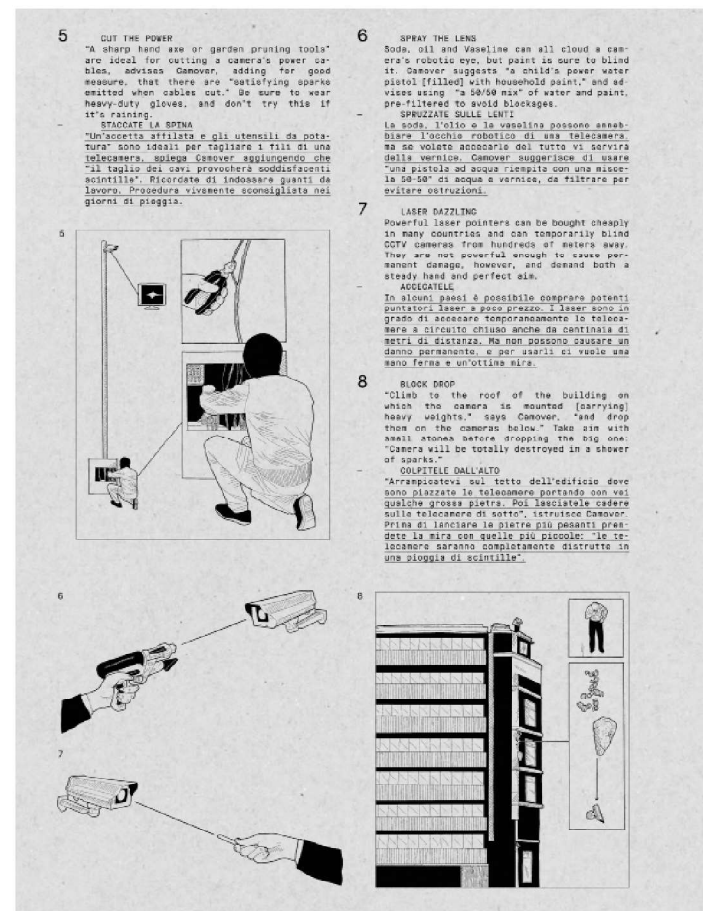 5 CUT THE POWER
"A sharp hand axe or garden pruning tools"
are ideal for cutting a camera's power ca-
bles, advises Camover, adding for good
measure, that there are "satisfying sparks
emitted when cables cut." Be sure to wear
heavy-duty gloves, and don't try this if
it's raining.
– STACCATE LA SPINA
"Un'accetta affilata e gli utensili da pota-
tura" sono ideali per tagliare i fili di una
telecamera, spiega Camover aggiungendo che
"il taglio dei cavi provocherà soddisfacenti
scintille". Ricordate di indossare guanti da
lavoro. Procedura vivamente sconsigliata nei
giorni di pioggia.
5
6 SPRAY THE LENS
Soda, oil and Vaseline can all cloud a cam-
era's robotic eye, but paint is sure to blind
it. Camover suggests "a child's power water
pistol [filled] with household paint," and ad-
vises using "a 50/50 mix" of water and paint,
pre-filtered to avoid blockages.
– SPRUZZATE SULLE LENTI
La soda, l'olio e la vaselina possono anneb-
biare l'occhio robotico di una telecamera,
ma se volete accecarle del tutto vi servirà
della vernice. Camover suggerisce di usare
"una pistola ad acqua riempita con una misce-
la 50-50" di acqua e vernice, da filtrare per
evitare ostruzioni.
7 LASER DAZZLING
Powerful laser pointers can be bought cheaply
in many countries and can temporarily blind
CCTV cameras from hundreds of meters away.
They are not powerful enough to cause per-
manent damage, however, and demand both a
steady hand and perfect aim.
– ACCECATELE
In alcuni paesi è possibile comprare potenti
puntatori laser a poco prezzo. I laser sono in
grado di accecare temporaneamente le teleca-
mere a circuito chiuso anche da centinaia di
metri di distanza. Ma non possono causare un
danno permanente, e per usarli ci vuole una
mano ferma e un'ottima mira.
8 BLOCK DROP
"Climb to the roof of the building on
which the camera is mounted [carrying]
heavy weights," says Camover, "and drop
them on the cameras below." Take aim with
small stones before dropping the big one:
"Camera will be totally destroyed in a shower
of sparks."
– COLPITELE DALL'ALTO
"Arrampicatevi sul tetto dell'edificio dove
sono piazzate le telecamere portando con voi
qualche grossa pietra. Poi lasciatele cadere
sulle telecamere di sotto", istruisce Camover.
Prima di lanciare le pietre più pesanti pren-
dete la mira con quelle più piccole: "le te-
lecamere saranno completamente distrutte in
una pioggia di scintille".
6
7
8